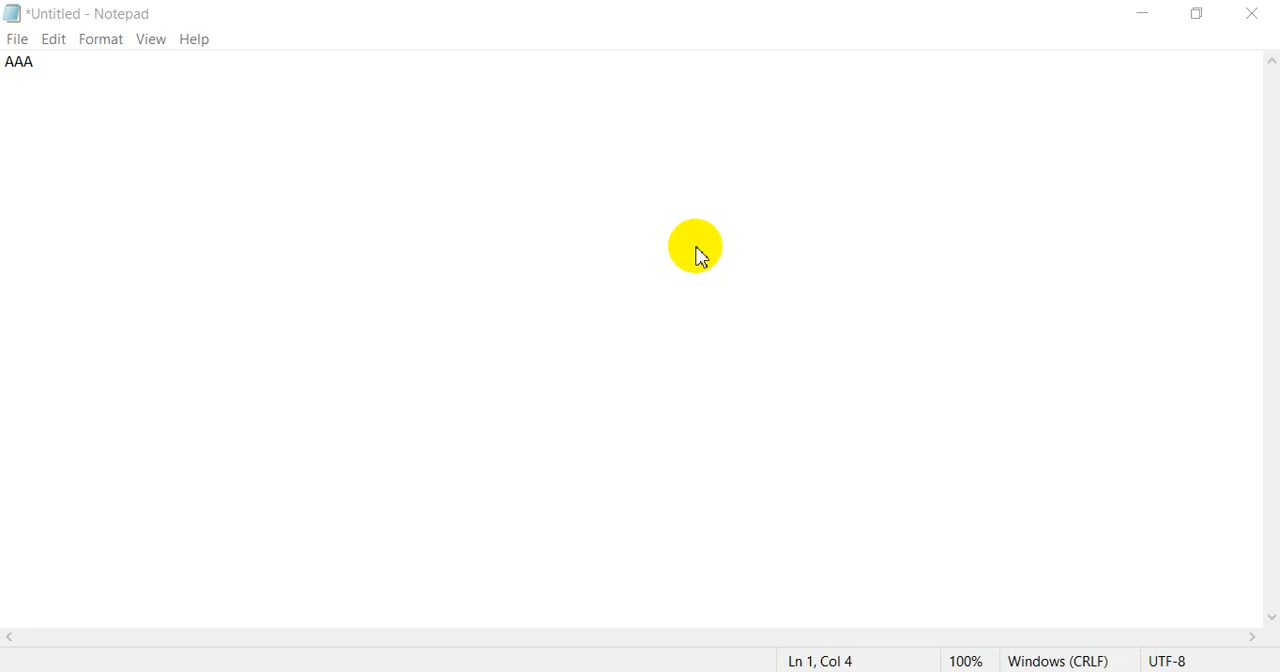 *Untitled - Notepad
File Edit Format View Help
AAA
Ln 1, Col 4 100% Windows (CRLF) UTF-8